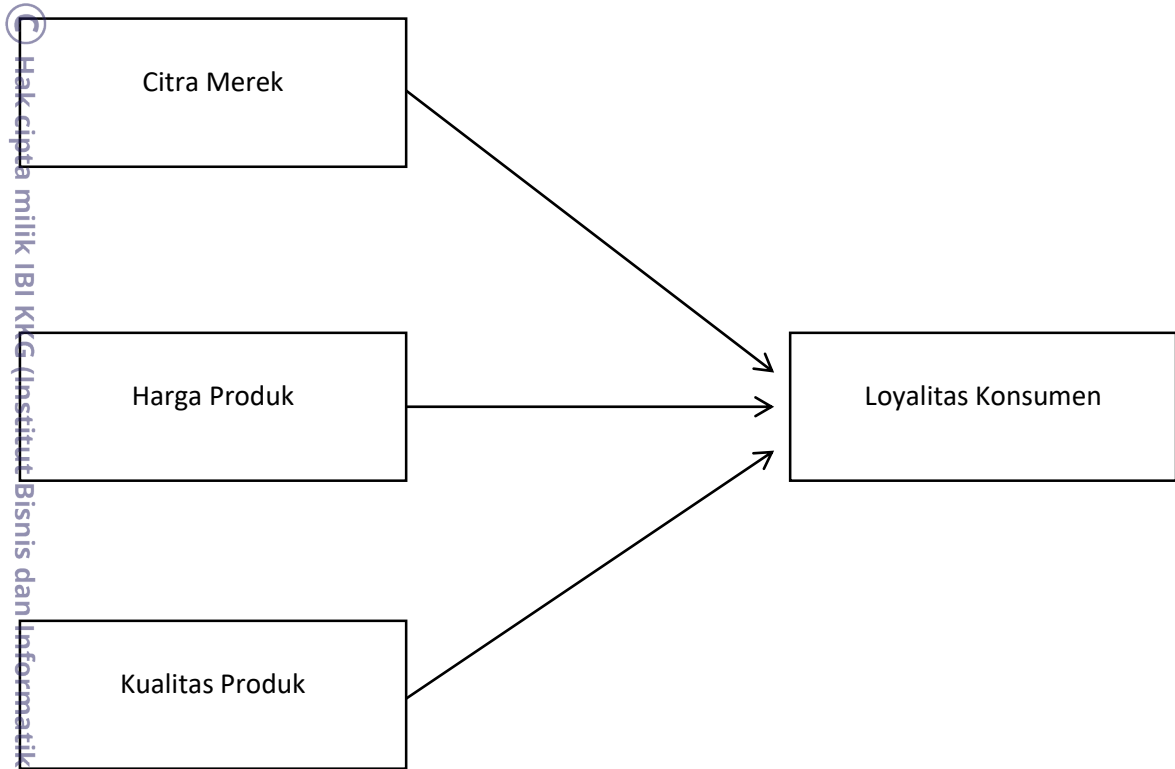 © Hak cipta milik IBI KKG (Institut Bisnis dan Informatik
Citra Merek
Harga Produk
Loyalitas Konsumen
Kualitas Produk